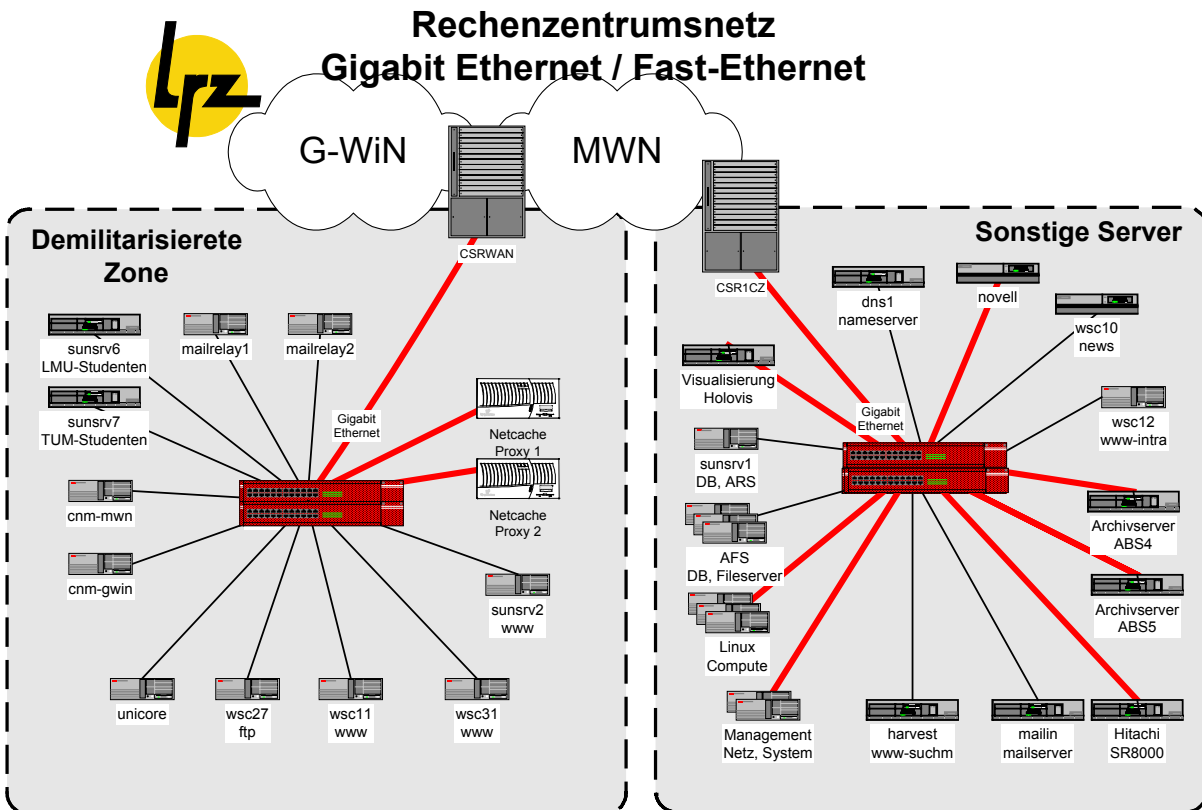 Rechenzentrumsnetz
Gigabit Ethernet / Fast-Ethernet
lrz
G-WiN
MWN
CSRWAN
CSR1CZ
Demilitarisierete
Zone
sunsrv6
LMU-Studenten
mailrelay1
mailrelay2
sunsrv7
TUM-Studenten
Gigabit
Ethernet
Netcache
Proxy 1
Netcache
Proxy 2
cnm-mwn
cnm-gwin
sunsrv2
www
unicore
wsc27
ftp
wsc11
www
wsc31
www
Sonstige Server
dns1
nameserver
novell
wsc10
news
Visualisierung
Holovis
Gigabit
Ethernet
wsc12
www-intra
sunsrv1
DB, ARS
AFS
DB, Fileserver
Archivserver
ABS4
Linux
Compute
Archivserver
ABS5
Management
Netz, System
harvest
www-suchm
mailin
mailserver
Hitachi
SR8000